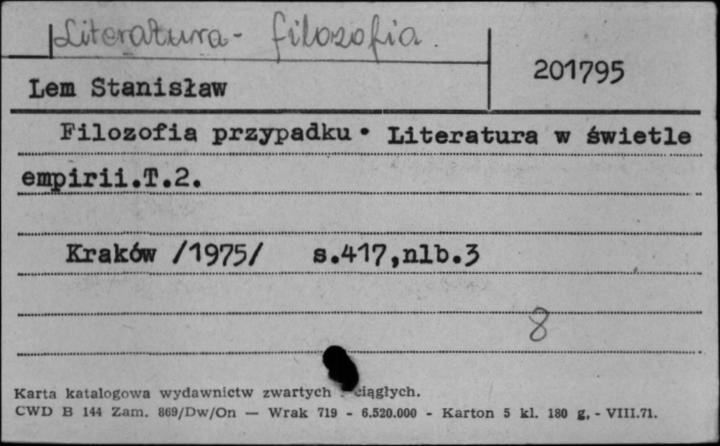 Literatura - filozofia.
Lem Stanisław
201795
Filozofia przypadku. Literatura w świetle
empirii.T.2.
Kraków /1975/ s.417,nlb.3
8
Karta katalogowa wydawnictw zwartych ciągłych.
CWD B 144 Zam. 869/Dw/On — Wrak 719 - 6.520.000 - Karton 5 kl. 180 g, - VIII.71.